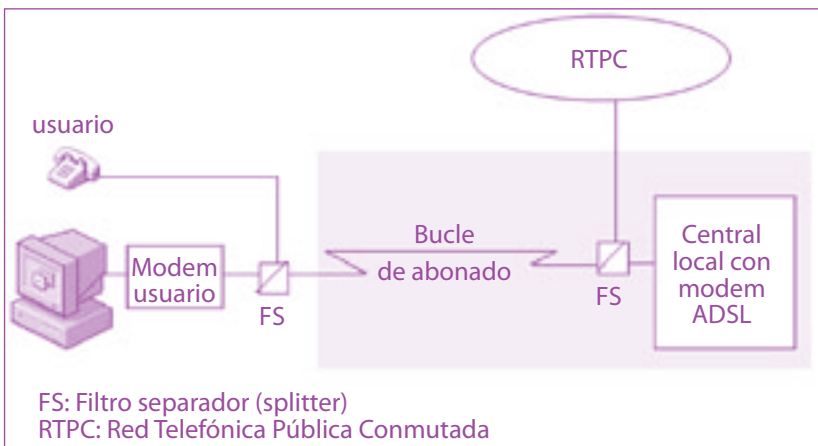 RTPC
usuario
Bucle
de abonado
Modem
usuario
FS
FS
Central
local con
modem
ADSL
FS: Filtro separador (splitter)
RTPC: Red Telefónica Pública Conmutada